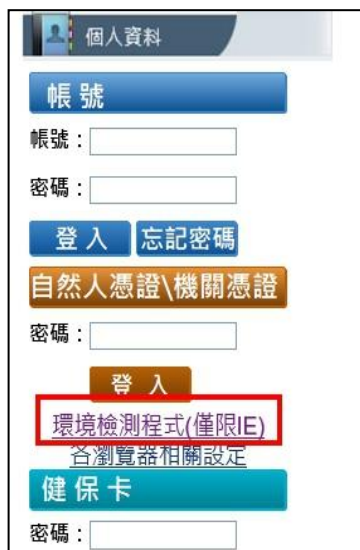 個人資料
帳號
帳號：
密碼：
登入 忘記密碼
自然人憑證\機關憑證
密碼：
登入
環境檢測程式(僅限IE)
各瀏覽器相關設定
健保卡
密碼：